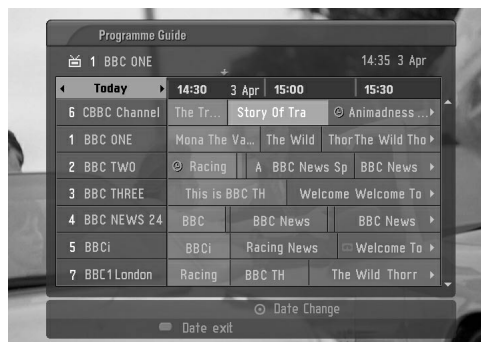 Programme Guide
1 BBC ONE 14:35 3 Apr
Today 14:30 3 Apr 15:00 15:30
6 CBBC Channel The Tr... Story Of Tra Animadness ...
1 BBC ONE Mona The Va... The Wild ThorThe Wild Tho
2 BBC TWO Racing A BBC News Sp BBC News
3 BBC THREE This is BBC TH Welcome Welcome To
4 BBC NEWS 24 BBC BBC News BBC News
5 BBCi BBCi Racing News Welcome To
7 BBC1 London Racing BBC TH The Wild Thorr
Date Change
Date exit